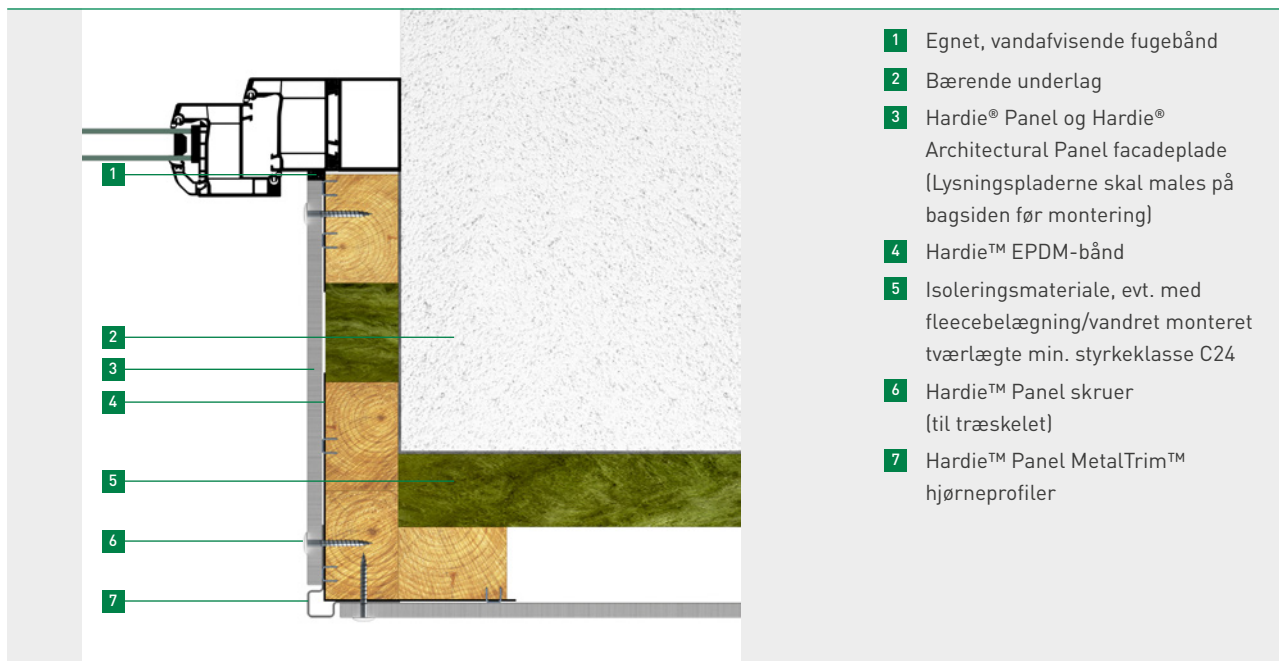 1 Egnet, vandafvisende fugebånd
2 Bærende underlag
3 Hardie® Panel og Hardie®
Architectural Panel facadeplade
(Lysningspladerne skal males på
bagsiden før montering)
4 Hardie™ EPDM-bånd
5 Isoleringsmateriale, evt. med
fleecebelægning/vandret monteret
tværlægte min. styrkeklasse C24
6 Hardie™ Panel skruer
(til træskelet)
7 Hardie™ Panel MetalTrim™
hjørneprofiler
1
2
3
4
5
6
7